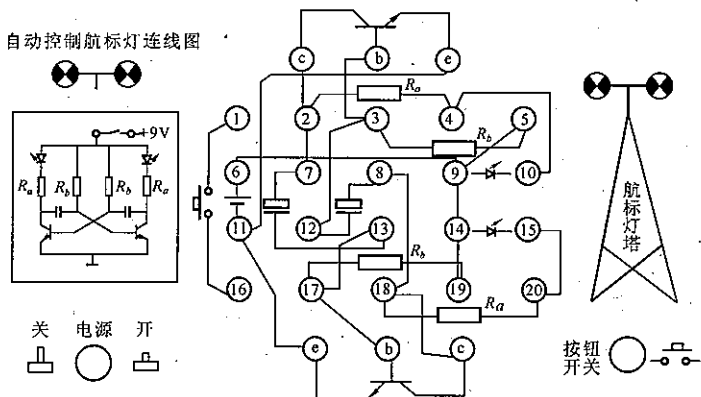 自动控制航标灯连线图
+9V
Ra Rb Rb Ra
c b e
Ra
1 2 3 4 5
Rb
6 7 8 9 10
11 12 13 14 15
Rb
16 17 18 19 20
Ra
e b c
航标灯塔
关 电源 开
按钮
开关